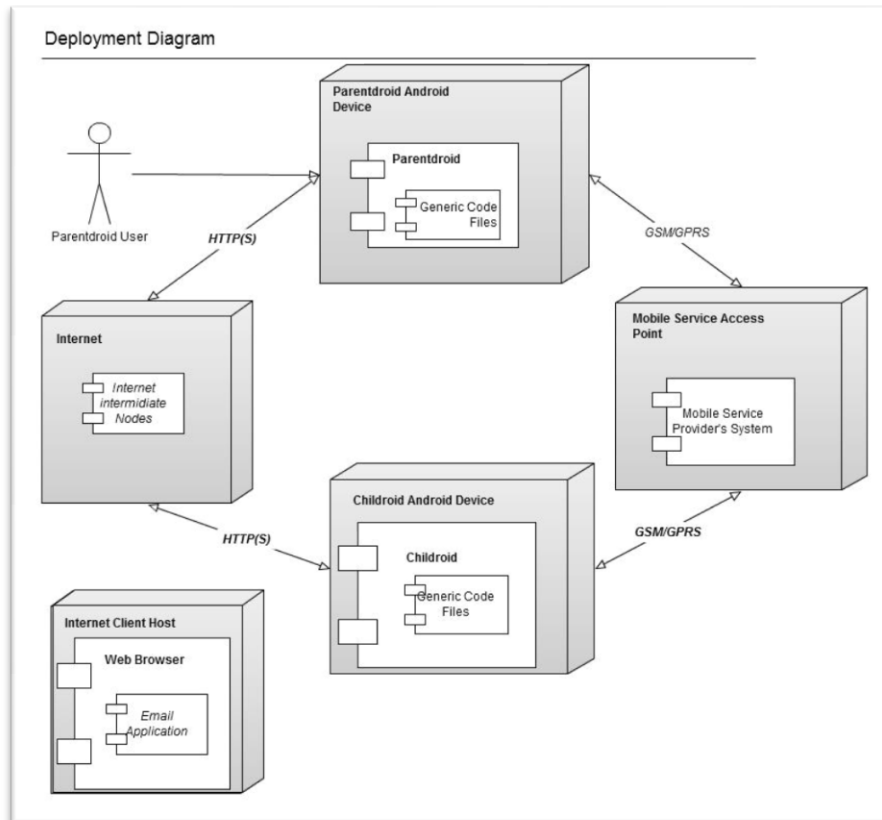 Deployment Diagram
Parentdroid Android
Device
Parentdroid
Generic Code
Files
Parentdroid User
HTTP(S)
GSM/GPRS
Internet
Internet
intermidiate
Nodes
Mobile Service Access
Point
Mobile Service
Provider's System
Childroid Android Device
Childroid
Generic Code
Files
HTTP(S)
GSM/GPRS
Internet Client Host
Web Browser
Email
Application